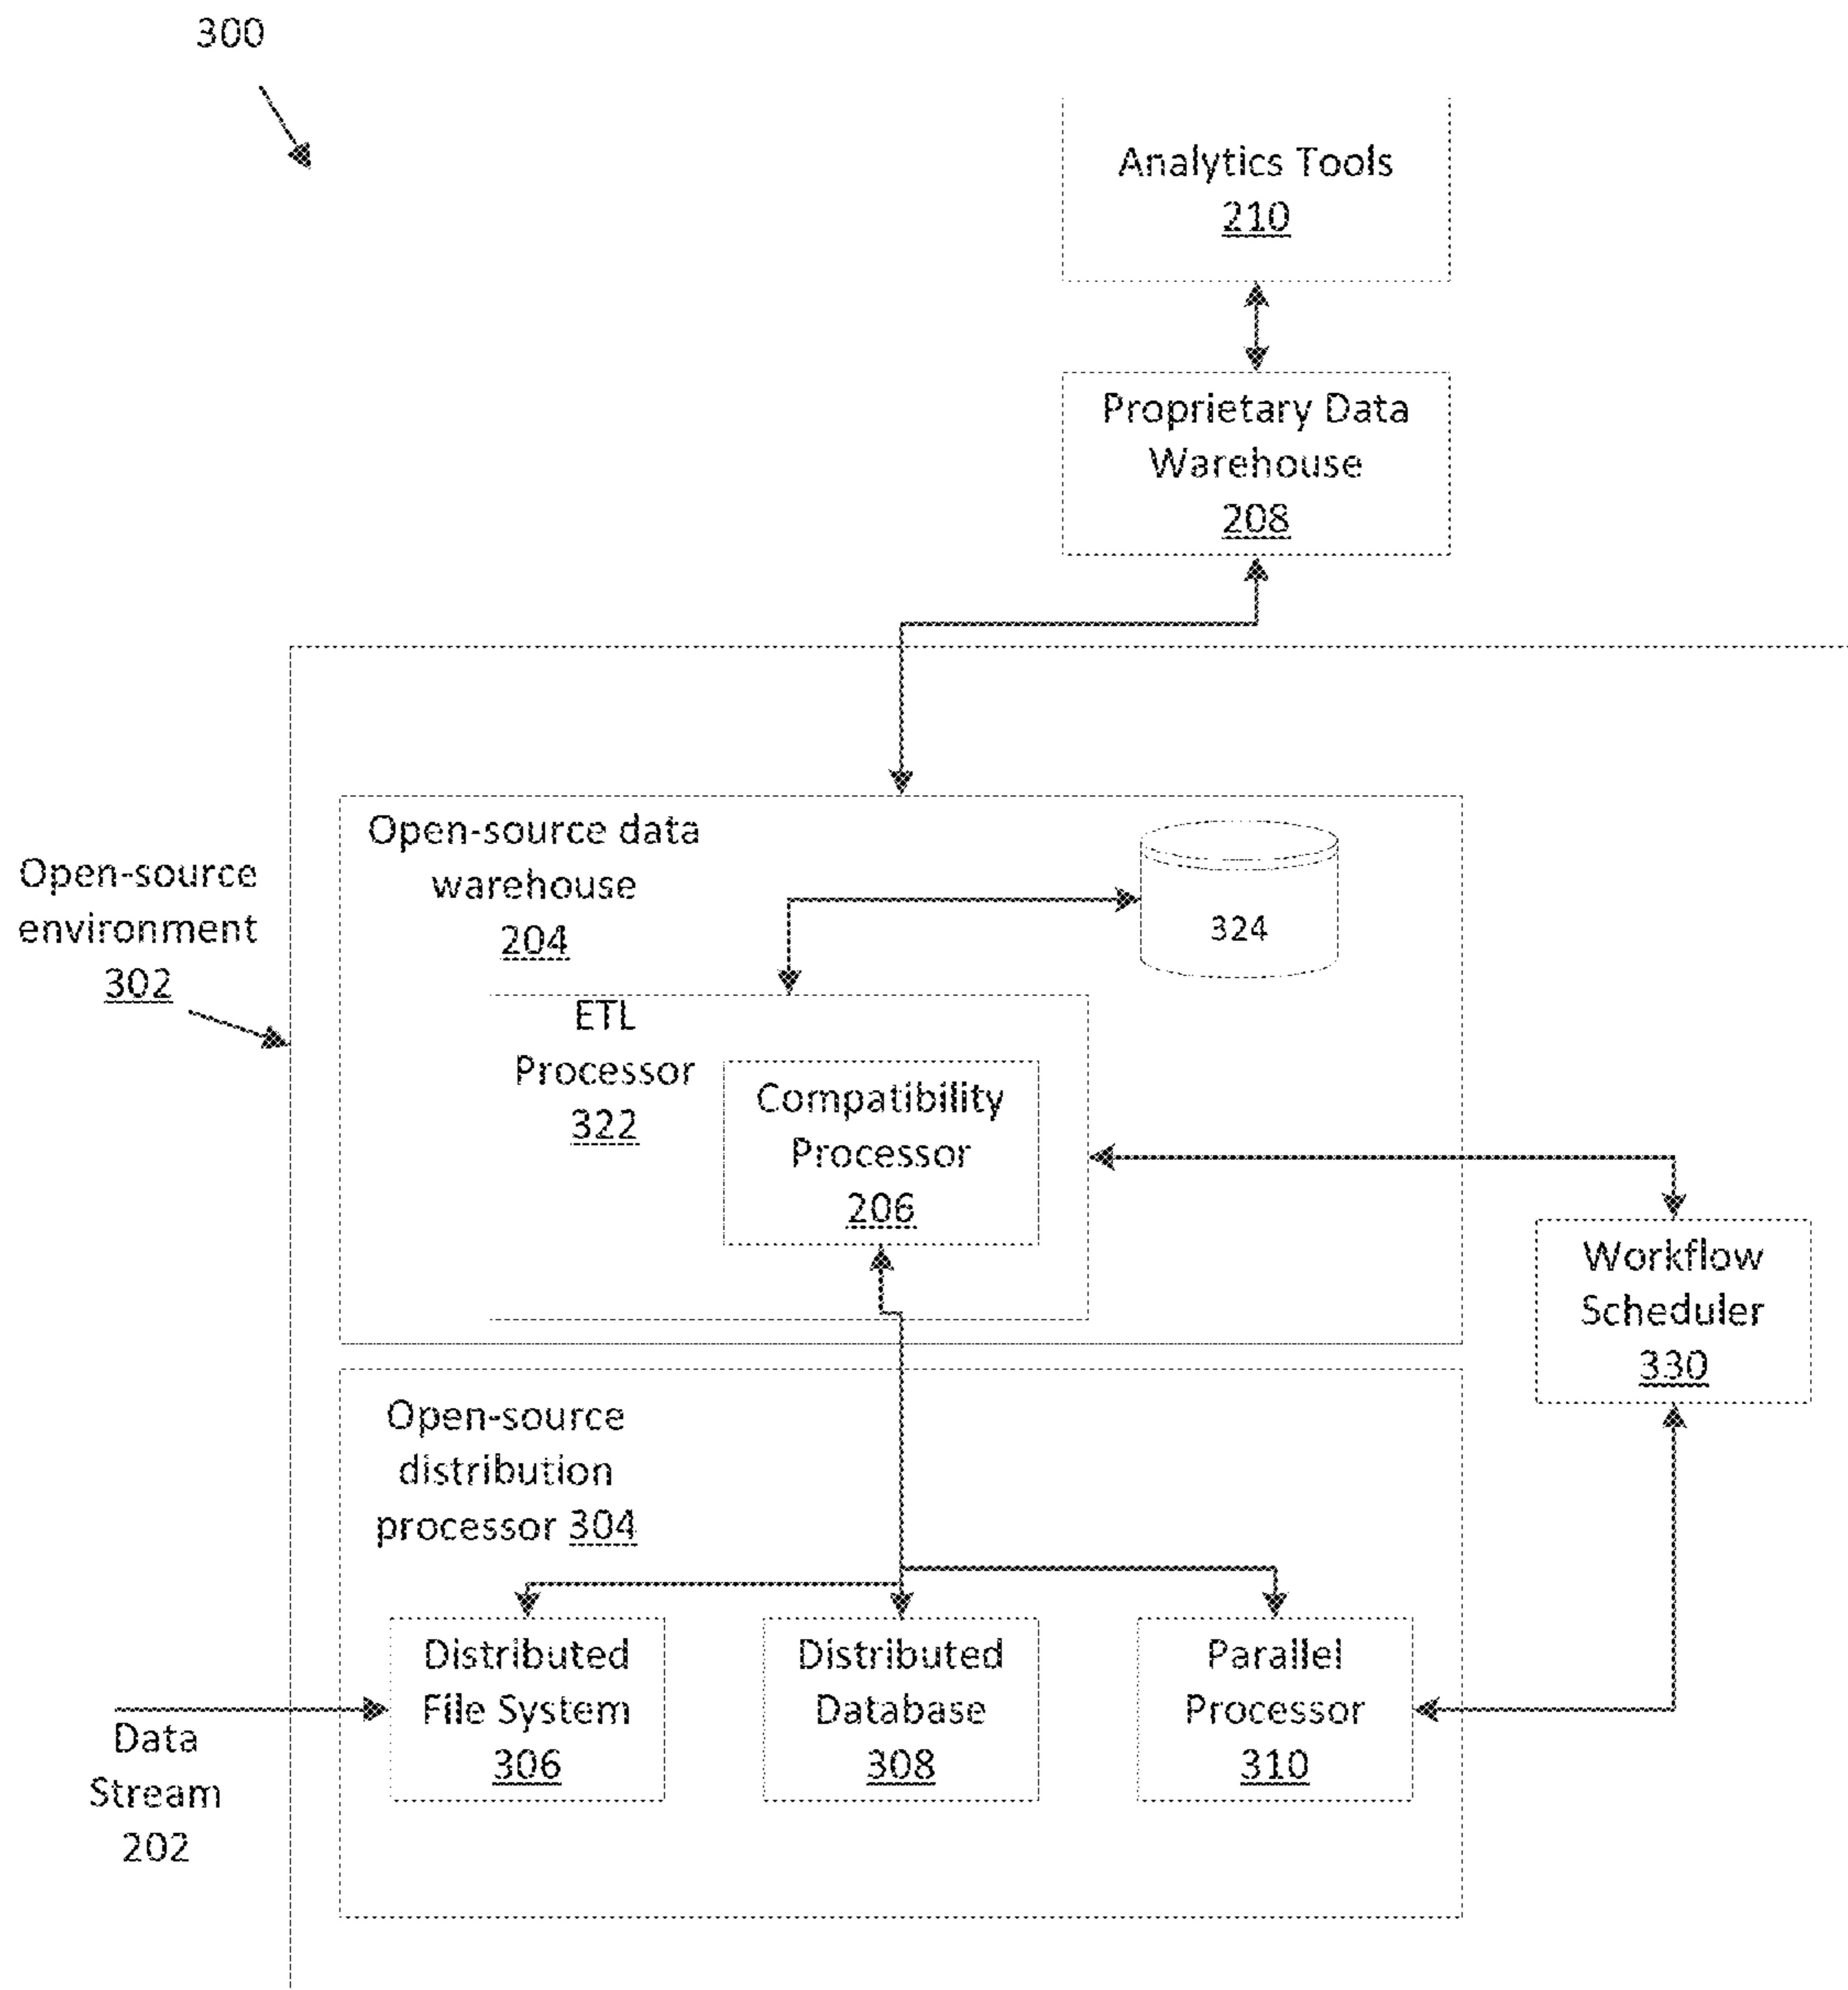 300
Analytics Tools
210
Proprietary Data
Warehouse
208
Open-source data
warehouse
204
324
Open-source
environment
302
ETL
Processor
322
Compatibility
Processor
206
Workflow
Scheduler
330
Open-source
distribution
processor 304
Distributed
File System
306
Distributed
Database
308
Parallel
Processor
310
Data
Stream
202